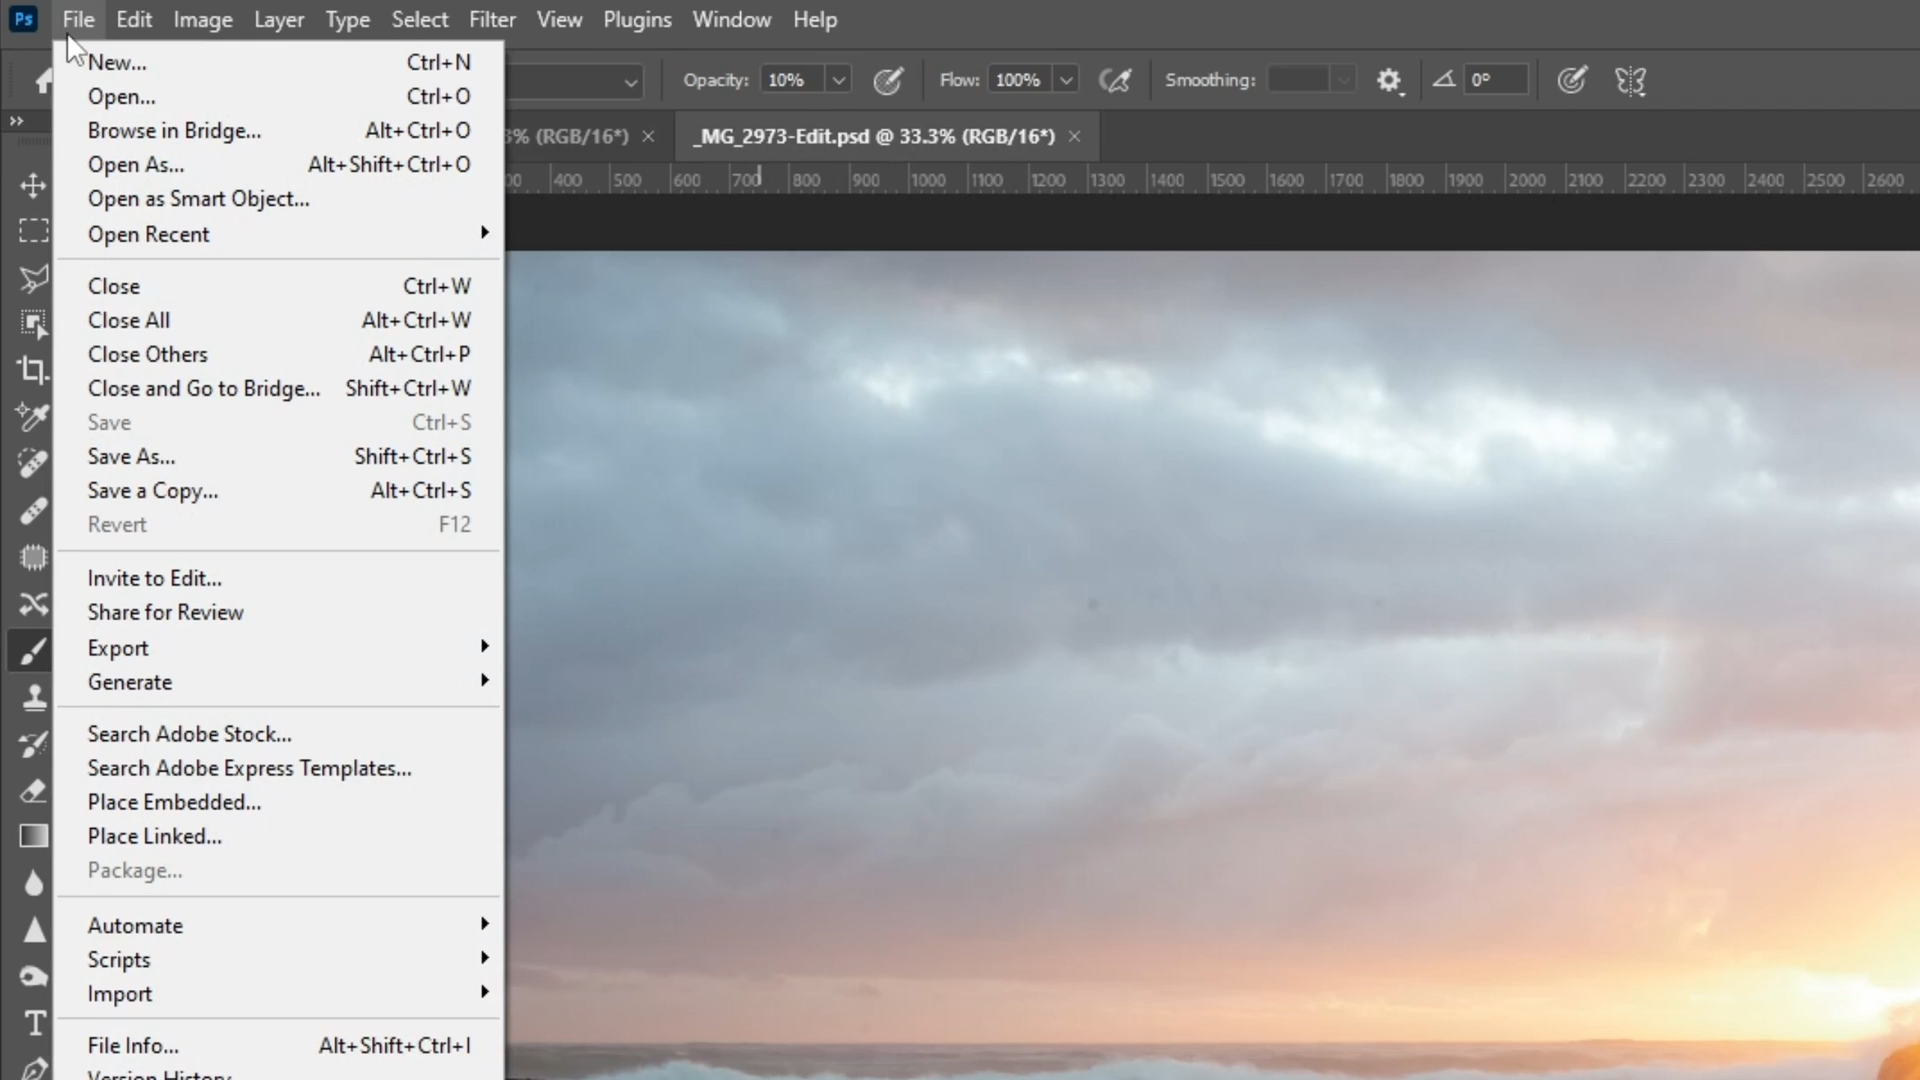 Ps File Edit Image Layer Type Select Filter View Plugins Window Help
Opacity: 10% Flow: 100% Smoothing: 0°
3% (RGB/16*) × _MG_2973-Edit.psd @ 33.3% (RGB/16*) ×
00 400 500 600 700 800 900 1000 1100 1200 1300 1400 1500 1600 1700 1800 1900 2000 2100 2200 2300 2400 2500 2600
New... Ctrl+N
Open... Ctrl+O
Browse in Bridge... Alt+Ctrl+O
Open As... Alt+Shift+Ctrl+O
Open as Smart Object...
Open Recent
Close Ctrl+W
Close All Alt+Ctrl+W
Close Others Alt+Ctrl+P
Close and Go to Bridge... Shift+Ctrl+W
Save Ctrl+S
Save As... Shift+Ctrl+S
Save a Copy... Alt+Ctrl+S
Revert F12
Invite to Edit...
Share for Review
Export
Generate
Search Adobe Stock...
Search Adobe Express Templates...
Place Embedded...
Place Linked...
Package...
Automate
Scripts
Import
File Info... Alt+Shift+Ctrl+I
Version History